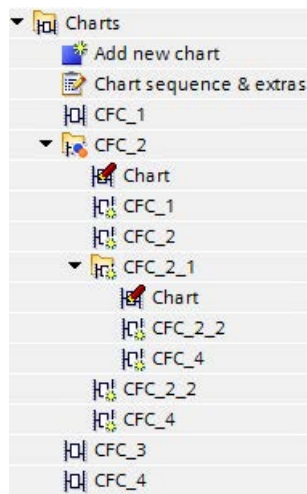 Charts
Add new chart
Chart sequence & extras
CFC_1
CFC_2
Chart
CFC_1
CFC_2
CFC_2_1
Chart
CFC_2_2
CFC_4
CFC_2_2
CFC_4
CFC_3
CFC_4